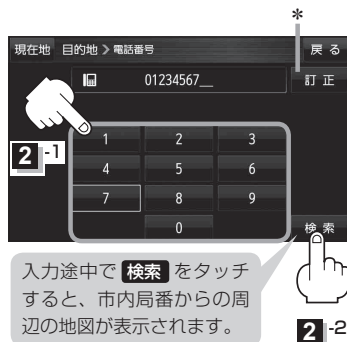 *
現在地 目的地 > 電話番号 戻る
01234567__ 訂正
1 2 3
2-1
4 5 6
7 8 9
0 検索
入力途中で 検索 をタッチ
すると、市内局番からの周
辺の地図が表示されます。
2-2